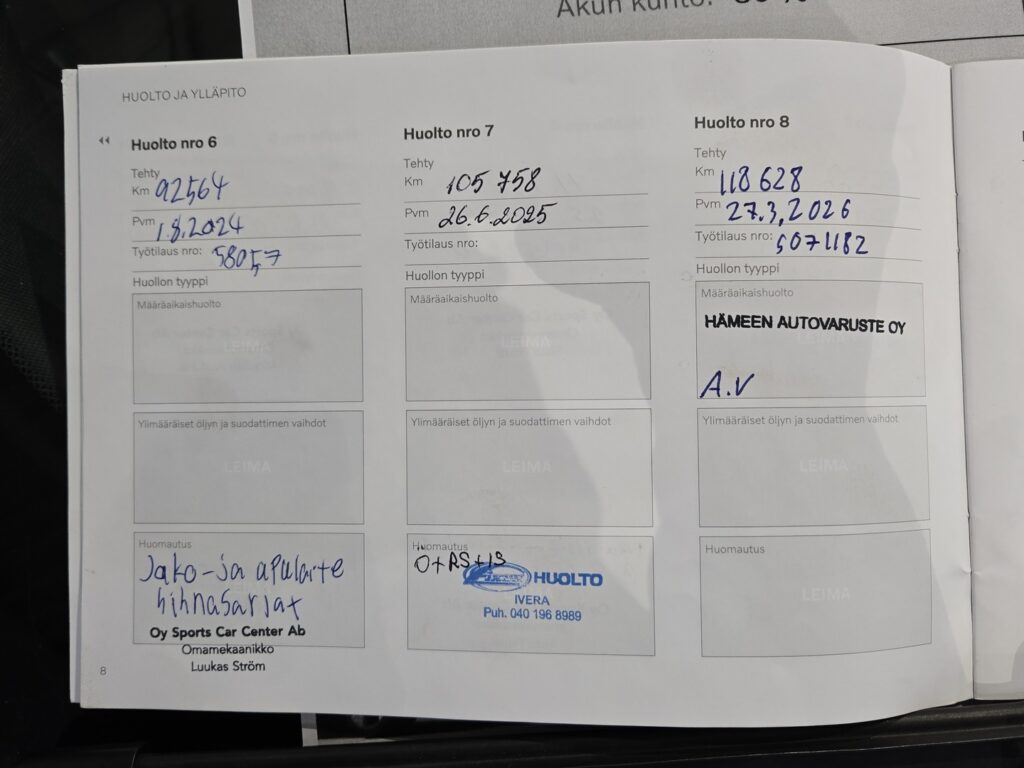 Akun kunto:
HUOLTO JA YLLÄPITO
Huolto nro 6
Tehty
Km 92564
Pvm 1.8.2024
Työtilaus nro: 58057
Huollon tyyppi
Määräaikaishuolto
LEIMA
Ylimääräiset öljyn ja suodattimen vaihdot
LEIMA
Huomautus
Jako-ja apulaite
hihnasarjat
Oy Sports Car Center Ab
Omamekaanikko
Luukas Ström
8
Huolto nro 7
Tehty
Km 105 758
Pvm 26.6.2025
Työtilaus nro:
Huollon tyyppi
Määräaikaishuolto
LEIMA
Ylimääräiset öljyn ja suodattimen vaihdot
LEIMA
Huomautus
Ö+RS+IS
HUOLTO
IVERA
Puh. 040 196 8989
Huolto nro 8
Tehty
Km 118 628
Pvm 27.3.2026
Työtilaus nro: 5071182
Huollon tyyppi
Määräaikaishuolto
HÄMEEN AUTOVARUSTE OY
LEIMA
A.V
Ylimääräiset öljyn ja suodattimen vaihdot
LEIMA
Huomautus
LEIMA